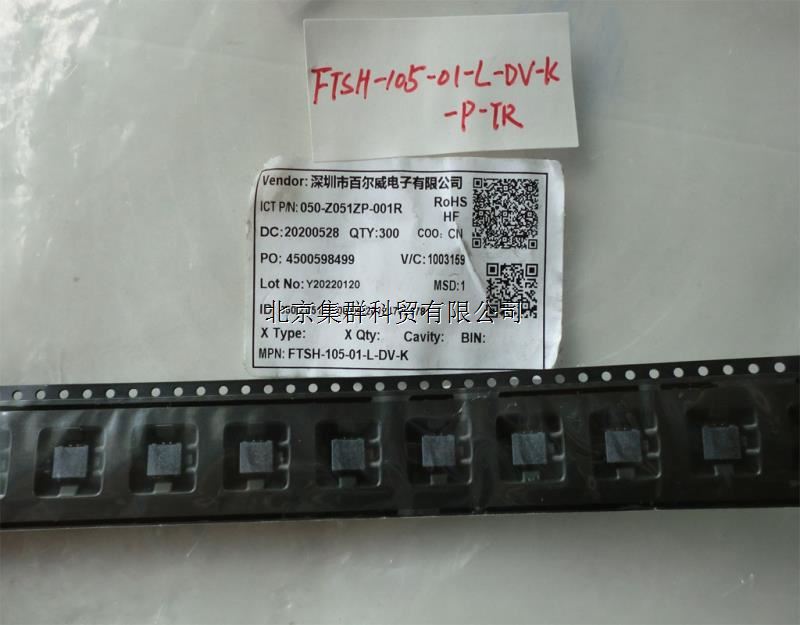 FTSH-105-01-L-DV-K
-P-TR
Vendor: 深圳市百尔威电子有限公司
ICT P/N: 050-Z051ZP-001R RoHS
HF
DC:20200528 QTY:300 COO: CN
PO: 4500598499 V/C:1003159
Lot No: Y20220120 MSD:1
ID:
北京集群科贸有限公司
X Type: X Qty: Cavity: BIN:
MPN: FTSH-105-01-L-DV-K